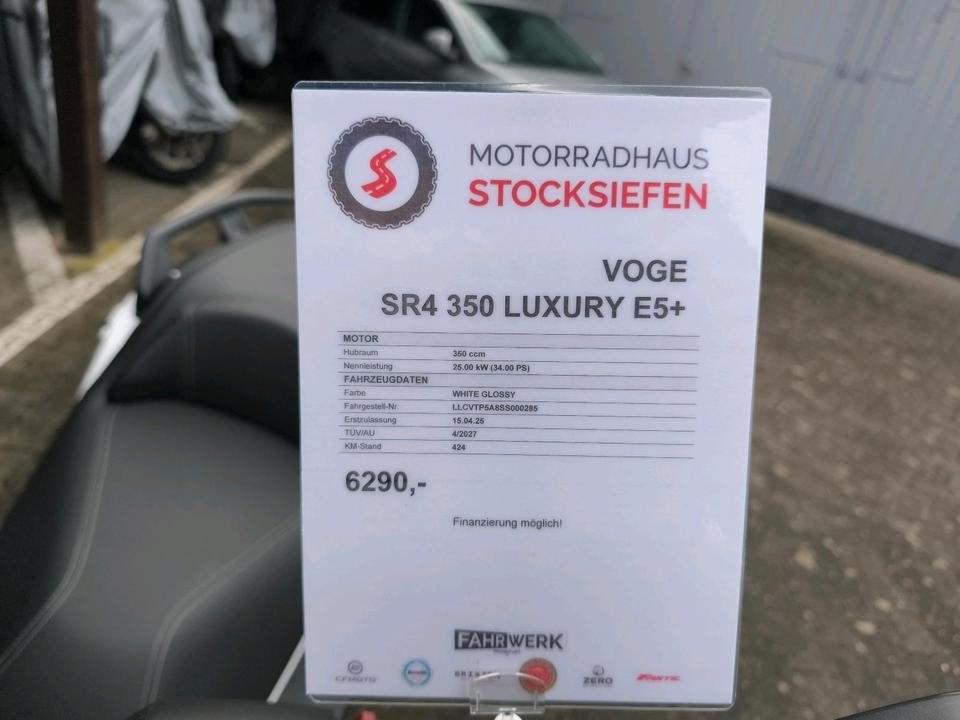 MOTORRADHAUS
STOCKSIEFEN
VOGE
SR4 350 LUXURY E5+
MOTOR
Hubraum 350 ccm
Nennleistung 25.00 kW (34.00 PS)
FAHRZEUGDATEN
Farbe WHITE GLOSSY
Fahrgestell-Nr. LLCVTP5A8SS000285
Erstzulassung 15.04.25
TÜV/AU 4/2027
KM-Stand 424
6290,-
Finanzierung möglich!
FAHRWERK
CFMOTO ZERO FANTIC